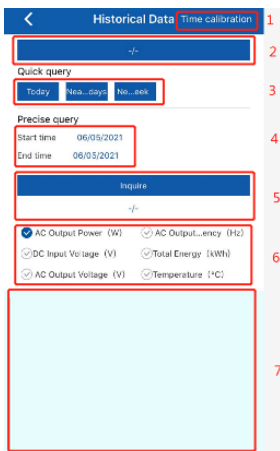 Historical Data Time calibration 1
-/- 2
Quick query
Today Nea...days Ne...eek 3
Precise query
Start time 06/05/2021 4
End time 06/05/2021
Inquire
5
-/-
AC Output Power (W) AC Output...ency (Hz)
DC Input Voltage (V) Total Energy (kWh) 6
AC Output Voltage (V) Temperature (°C)
7